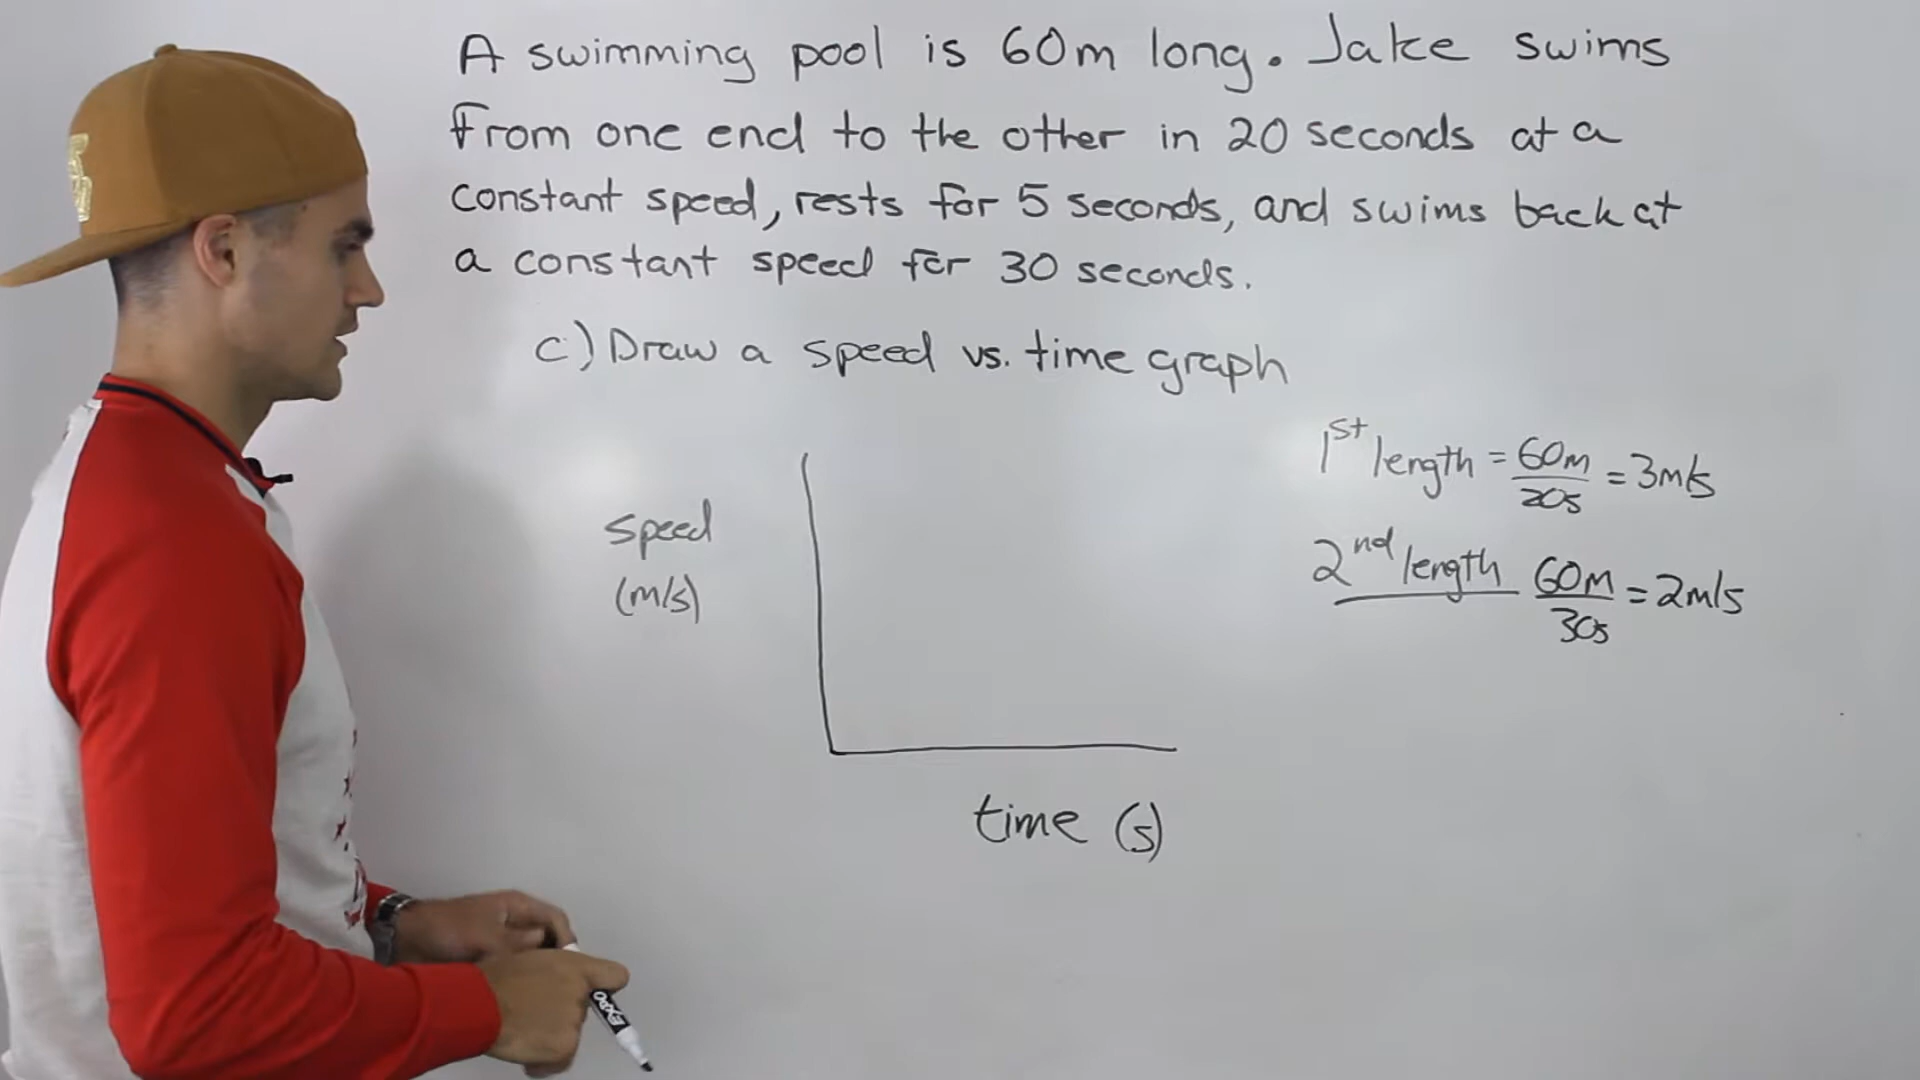 A swimming pool is 60m long. Jake swims
from one end to the other in 20 seconds at a
constant speed, rests for 5 seconds, and swims back at
a constant speed for 30 seconds.
c) Draw a speed vs. time graph
1st length = 60m/20s = 3m/s
speed
(m/s)
2nd length 60m/30s = 2m/s
time (s)
EXPO